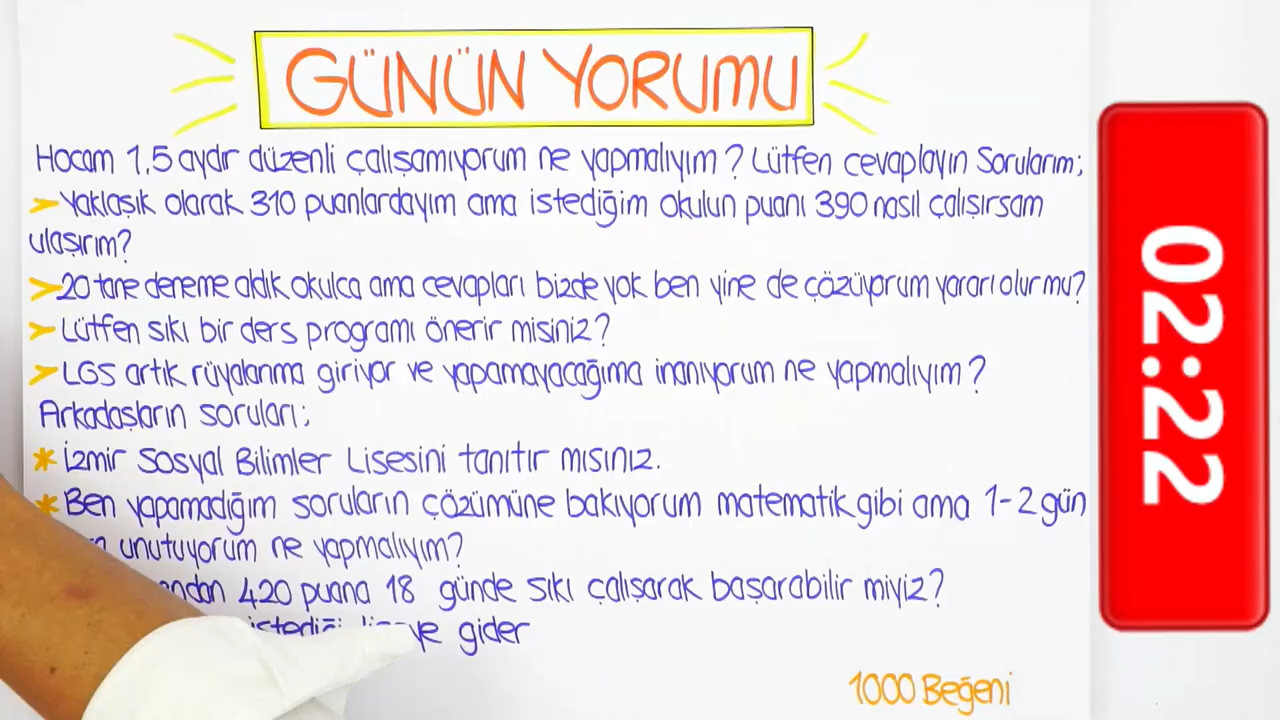 GÜNÜN YORUMU
Hocam 1,5 aydır düzenli çalışamıyorum ne yapmalıyım? Lütfen cevaplayın Sorularım;
➤ Yaklaşık olarak 310 puanlardayım ama istediğim okulun puanı 390 nasıl çalışırsam
ulaşırım?
➤ 20 tane deneme aldık okulca ama cevapları bizde yok ben yine de çözüyorum yararı olur mu?
➤ Lütfen sıkı bir ders programı önerir misiniz?
➤ LGS artık rüyalarıma giriyor ve yapamayacağıma inanıyorum ne yapmalıyım?
Arkadaşların soruları;
* İzmir Sosyal Bilimler Lisesini tanıtır mısınız.
* Ben yapamadığım soruların çözümüne bakıyorum matematik gibi ama 1-2 gün
unutuyorum ne yapmalıyım?
420 puana 18 günde sıkı çalışarak başarabilir miyiz?
gider
1000 Beğeni
02:22